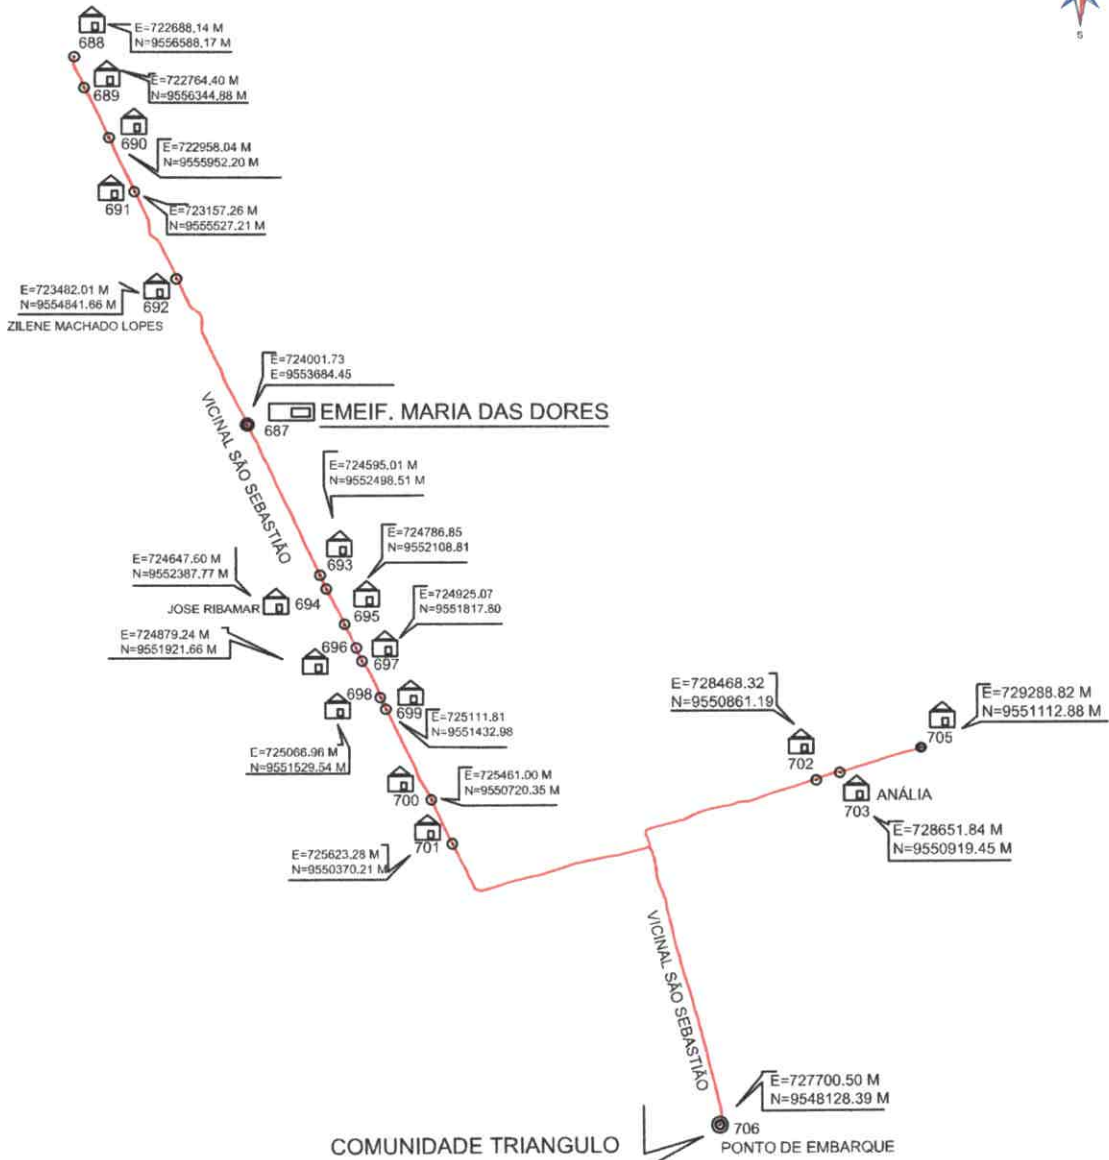 S
688
E=722688.14 M
N=9556588.17 M
689
E=722764.40 M
N=9556344.88 M
690
E=722958.04 M
N=9555952.20 M
691
E=723157.26 M
N=9555527.21 M
E=723482.01 M
N=9554841.66 M
692
ZILENE MACHADO LOPES
E=724001.73
E=9553684.45
687
EMEIF. MARIA DAS DORES
VICINAL SÃO SEBASTIÃO
E=724595.01 M
N=9552498.51 M
693
E=724786.85
N=9552108.81
695
E=724647.60 M
N=9552387.77 M
JOSE RIBAMAR
694
E=724925.07
N=9551817.80
697
E=724879.24 M
N=9551921.66 M
696
698
699
E=725111.81
N=9551432.98
E=725066.96 M
N=9551529.54 M
700
E=725461.00 M
N=9550720.35 M
701
E=725623.28 M
N=9550370.21 M
E=728468.32
N=9550861.19
702
E=729288.82 M
N=9551112.88 M
705
703
ANÁLIA
E=728651.84 M
N=9550919.45 M
VICINAL SÃO SEBASTIÃO
E=727700.50 M
N=9548128.39 M
706
COMUNIDADE TRIANGULO
PONTO DE EMBARQUE